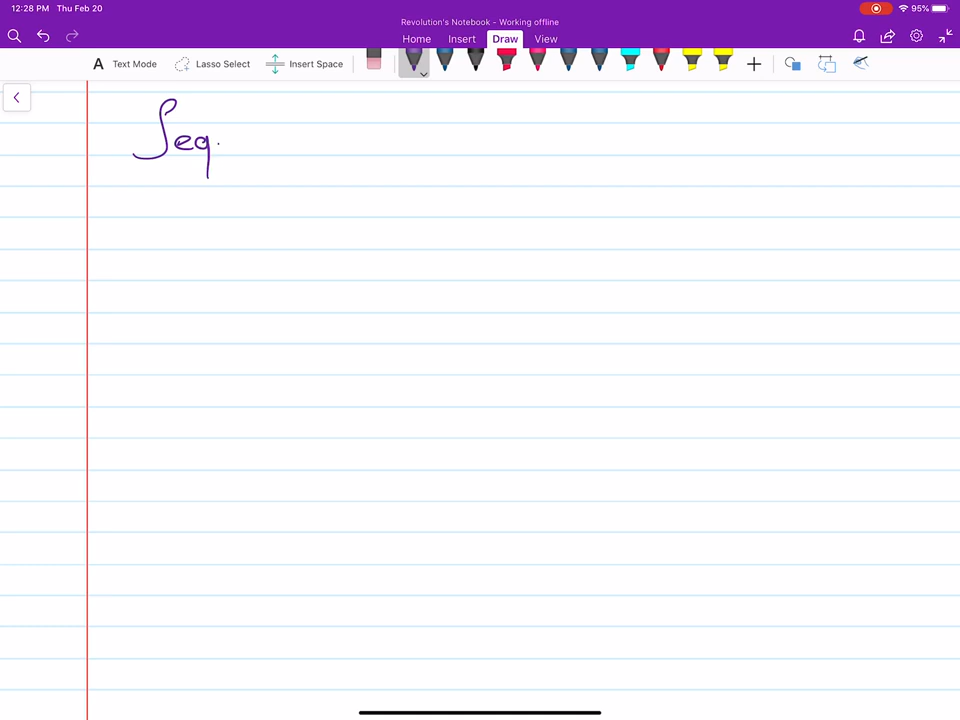 12:28 PM Thu Feb 20
95%
Revolution's Notebook - Working offline
Home Insert Draw View
A Text Mode Lasso Select Insert Space
Seq.